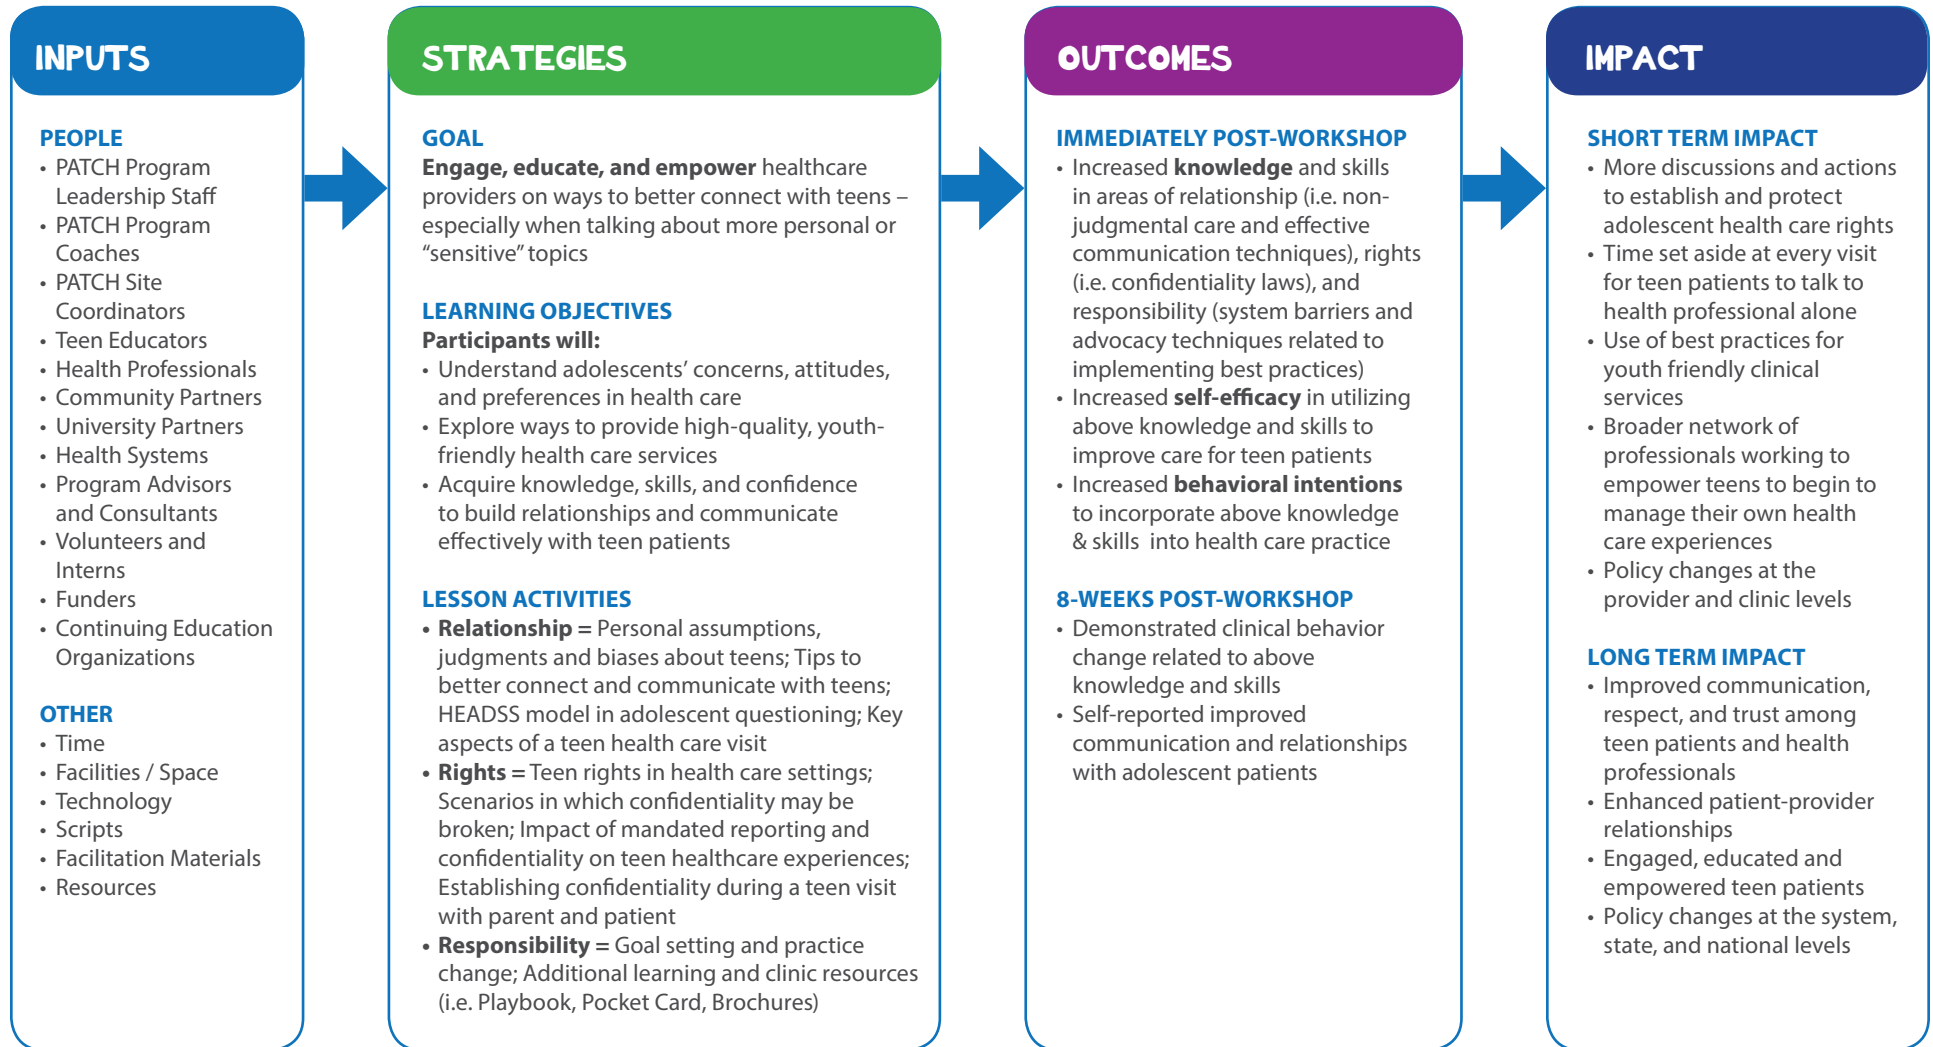 INPUTS
PEOPLE
• PATCH Program
Leadership Staff
• PATCH Program
Coaches
• PATCH Site
Coordinators
• Teen Educators
• Health Professionals
• Community Partners
• University Partners
• Health Systems
• Program Advisors
and Consultants
• Volunteers and
Interns
• Funders
• Continuing Education
Organizations
OTHER
• Time
• Facilities / Space
• Technology
• Scripts
• Facilitation Materials
• Resources
STRATEGIES
GOAL
Engage, educate, and empower healthcare
providers on ways to better connect with teens –
especially when talking about more personal or
“sensitive” topics
LEARNING OBJECTIVES
Participants will:
• Understand adolescents’ concerns, attitudes,
and preferences in health care
• Explore ways to provide high-quality, youth-
friendly health care services
• Acquire knowledge, skills, and confidence
to build relationships and communicate
effectively with teen patients
LESSON ACTIVITIES
• Relationship = Personal assumptions,
judgments and biases about teens; Tips to
better connect and communicate with teens;
HEADSS model in adolescent questioning; Key
aspects of a teen health care visit
• Rights = Teen rights in health care settings;
Scenarios in which confidentiality may be
broken; Impact of mandated reporting and
confidentiality on teen healthcare experiences;
Establishing confidentiality during a teen visit
with parent and patient
• Responsibility = Goal setting and practice
change; Additional learning and clinic resources
(i.e. Playbook, Pocket Card, Brochures)
OUTCOMES
IMMEDIATELY POST-WORKSHOP
• Increased knowledge and skills
in areas of relationship (i.e. non-
judgmental care and effective
communication techniques), rights
(i.e. confidentiality laws), and
responsibility (system barriers and
advocacy techniques related to
implementing best practices)
• Increased self-efficacy in utilizing
above knowledge and skills to
improve care for teen patients
• Increased behavioral intentions
to incorporate above knowledge
& skills into health care practice
8-WEEKS POST-WORKSHOP
• Demonstrated clinical behavior
change related to above
knowledge and skills
• Self-reported improved
communication and relationships
with adolescent patients
IMPACT
SHORT TERM IMPACT
• More discussions and actions
to establish and protect
adolescent health care rights
• Time set aside at every visit
for teen patients to talk to
health professional alone
• Use of best practices for
youth friendly clinical
services
• Broader network of
professionals working to
empower teens to begin to
manage their own health
care experiences
• Policy changes at the
provider and clinic levels
LONG TERM IMPACT
• Improved communication,
respect, and trust among
teen patients and health
professionals
• Enhanced patient-provider
relationships
• Engaged, educated and
empowered teen patients
• Policy changes at the system,
state, and national levels